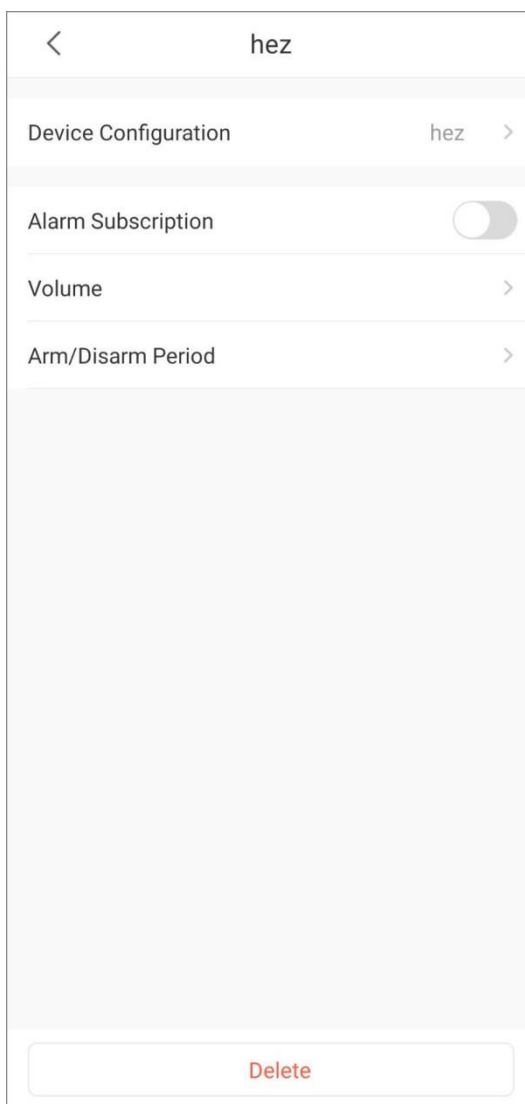 hez
Device Configuration hez
Alarm Subscription
Volume
Arm/Disarm Period
Delete